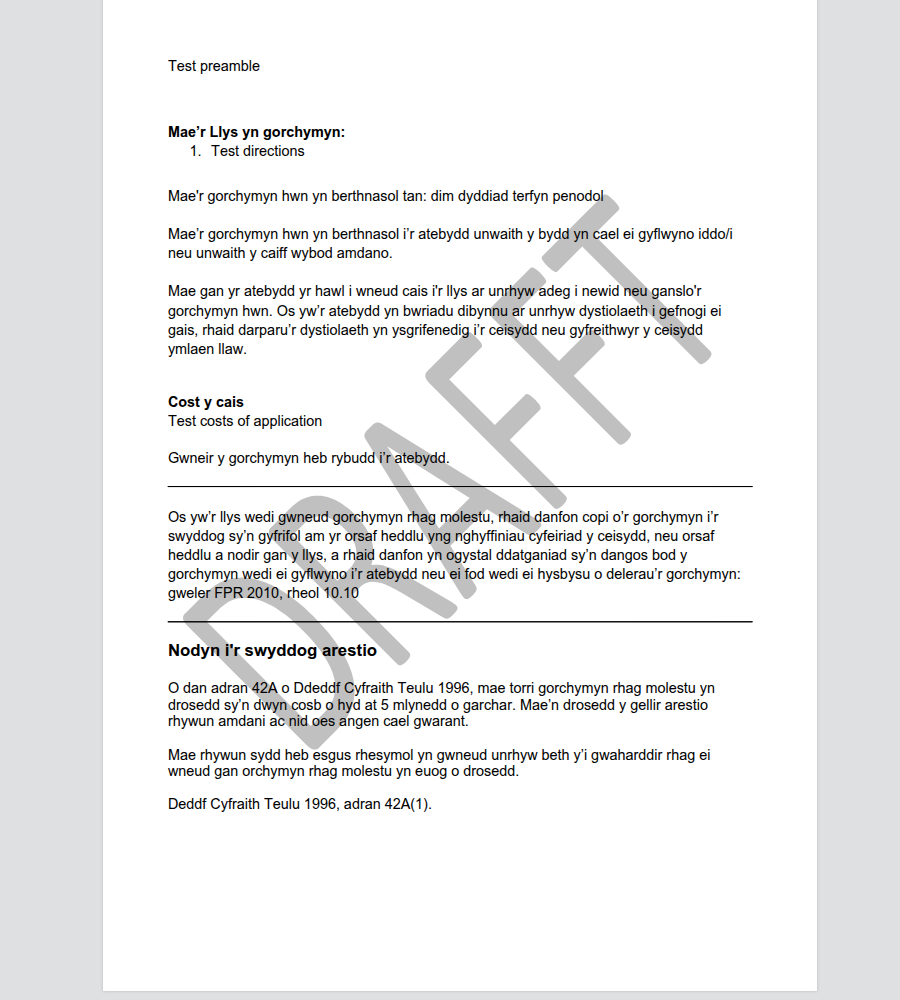 Test preamble
Mae’r Llys yn gorchymyn:
1. Test directions
Mae'r gorchymyn hwn yn berthnasol tan: dim dyddiad terfyn penodol
Mae’r gorchymyn hwn yn berthnasol i’r atebydd unwaith y bydd yn cael ei gyflwyno iddo/i
neu unwaith y caiff wybod amdano.
Mae gan yr atebydd yr hawl i wneud cais i'r llys ar unrhyw adeg i newid neu ganslo'r
gorchymyn hwn. Os yw’r atebydd yn bwriadu dibynnu ar unrhyw dystiolaeth i gefnogi ei
gais, rhaid darparu’r dystiolaeth yn ysgrifenedig i’r ceisydd neu gyfreithwyr y ceisydd
ymlaen llaw.
Cost y cais
Test costs of application
Gwneir y gorchymyn heb rybudd i’r atebydd.
Os yw’r llys wedi gwneud gorchymyn rhag molestu, rhaid danfon copi o’r gorchymyn i’r
swyddog sy’n gyfrifol am yr orsaf heddlu yng nghyffiniau cyfeiriad y ceisydd, neu orsaf
heddlu a nodir gan y llys, a rhaid danfon yn ogystal ddatganiad sy’n dangos bod y
gorchymyn wedi ei gyflwyno i’r atebydd neu ei fod wedi ei hysbysu o delerau’r gorchymyn:
gweler FPR 2010, rheol 10.10
Nodyn i'r swyddog arestio
O dan adran 42A o Ddeddf Cyfraith Teulu 1996, mae torri gorchymyn rhag molestu yn
drosedd sy’n dwyn cosb o hyd at 5 mlynedd o garchar. Mae’n drosedd y gellir arestio
rhywun amdani ac nid oes angen cael gwarant.
Mae rhywun sydd heb esgus rhesymol yn gwneud unrhyw beth y’i gwaharddir rhag ei
wneud gan orchymyn rhag molestu yn euog o drosedd.
Deddf Cyfraith Teulu 1996, adran 42A(1).
DRAFFT